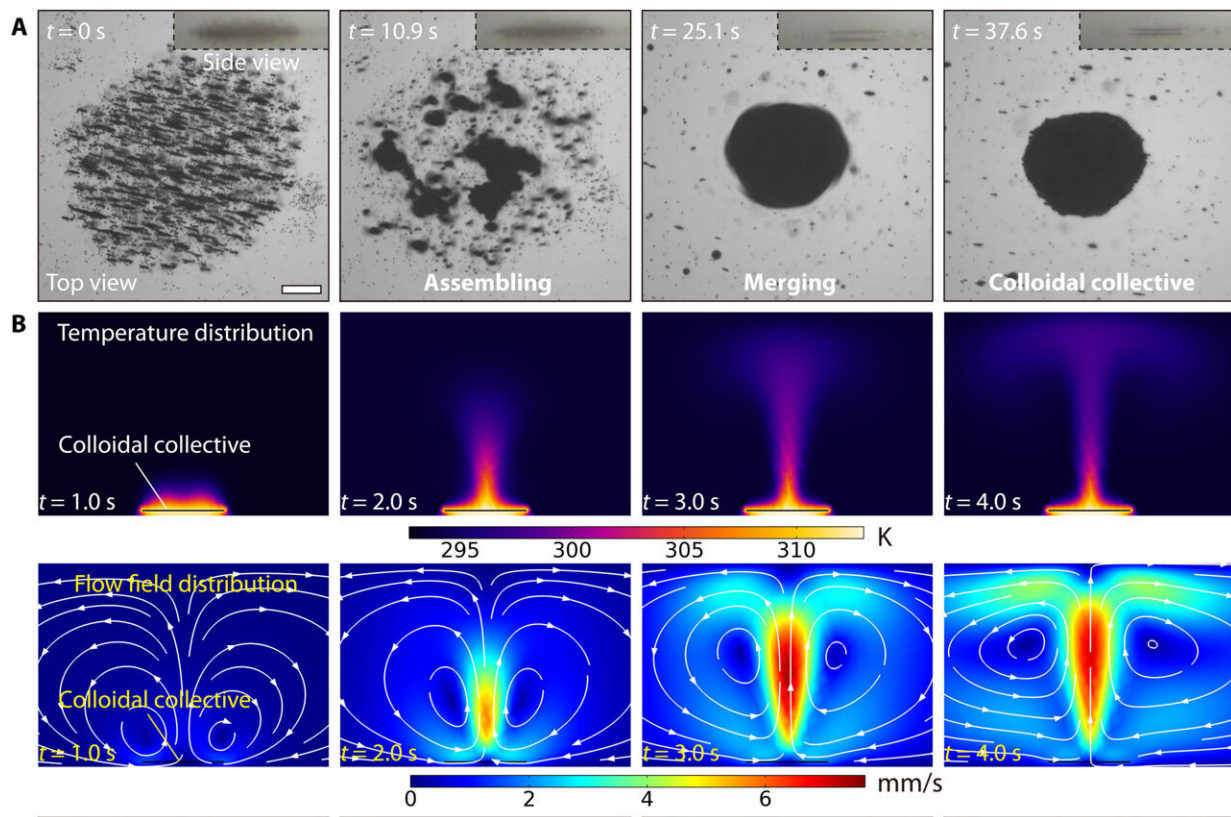 A
t = 0 s
Side view
Top view
t = 10.9 s
Assembling
t = 25.1 s
Merging
t = 37.6 s
Colloidal collective
B
Temperature distribution
Colloidal collective
t = 1.0 s
t = 2.0 s
t = 3.0 s
t = 4.0 s
295 300 305 310 K
Flow field distribution
Colloidal collective
t = 1.0 s
t = 2.0 s
t = 3.0 s
t = 4.0 s
0 2 4 6 mm/s